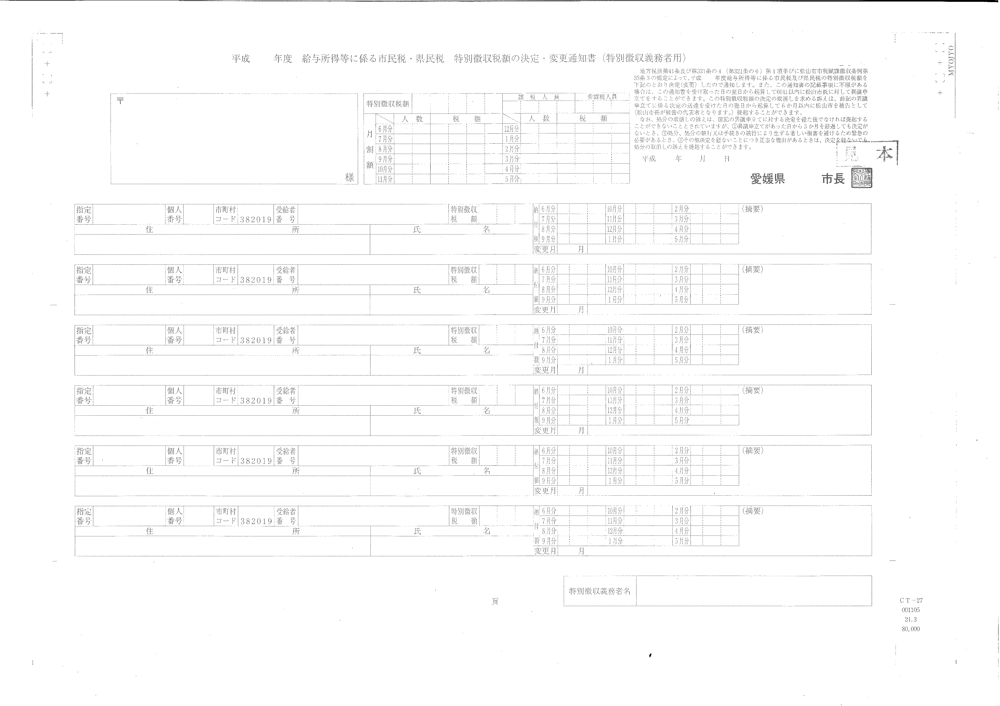 平成　　年度　給与所得等に係る市民税・県民税　特別徴収税額の決定・変更通知書（特別徴収義務者用）
MIYOYO
地方税法第41条及び第321条の4（第321条の6）第1項並びに松山市市税賦課徴収条例第
33条3の規定によって、平成　　年度給与所得等に係る市民税及び県民税の特別徴収税額を
下記のとおり決定(変更）したので通知します。また、この通知書の記載事項に不服がある
場合は、この通知書を受け取った日の翌日から起算して60日以内に松山市長に対して異議申
立てをすることができます。この特別徴収税額の決定の取消しを求める訴えは、前記の異議
申立てに係る決定の送達を受けた日の翌日から起算して6か月以内に松山市を被告として
(松山市長が被告の代表者となります。）提起することができます。
なお、処分の取消しの訴えは、前記の異議申立てに対する決定を経た後でなければ提起する
ことができないこととされていますが、①異議申立てがあった日から3か月を経過しても決定が
ないとき、②処分、処分の執行又は手続きの続行により生ずる著しい損害を避けるため緊急の
必要があるとき、③その他決定を経ないことにつき正当な理由があるときは、決定を経ないでも
処分の取消しの訴えを提起することができます。
平成　　年　　月　　日
見本
愛媛県　　市長
〒
様
特別徴収税額　課税人員　非課税人員
人数　税額　人数　税額
月割額
6月分　12月分
7月分　1月分
8月分　2月分
9月分　3月分
10月分　4月分
11月分　5月分
指定番号　個人番号　市町村コード 382019 受給者番号　特別徴収税額
住所　氏名
納付額
6月分　10月分　2月分　(摘要)
7月分　11月分　3月分
8月分　12月分　4月分
9月分　1月分　5月分
変更月　月
指定番号　個人番号　市町村コード 382019 受給者番号　特別徴収税額
住所　氏名
納付額
6月分　10月分　2月分　(摘要)
7月分　11月分　3月分
8月分　12月分　4月分
9月分　1月分　5月分
変更月　月
指定番号　個人番号　市町村コード 382019 受給者番号　特別徴収税額
住所　氏名
納付額
6月分　10月分　2月分　(摘要)
7月分　11月分　3月分
8月分　12月分　4月分
9月分　1月分　5月分
変更月　月
指定番号　個人番号　市町村コード 382019 受給者番号　特別徴収税額
住所　氏名
納付額
6月分　10月分　2月分　(摘要)
7月分　11月分　3月分
8月分　12月分　4月分
9月分　1月分　5月分
変更月　月
指定番号　個人番号　市町村コード 382019 受給者番号　特別徴収税額
住所　氏名
納付額
6月分　10月分　2月分　(摘要)
7月分　11月分　3月分
8月分　12月分　4月分
9月分　1月分　5月分
変更月　月
指定番号　個人番号　市町村コード 382019 受給者番号　特別徴収税額
住所　氏名
納付額
6月分　10月分　2月分　(摘要)
7月分　11月分　3月分
8月分　12月分　4月分
9月分　1月分　5月分
変更月　月
特別徴収義務者名
頁
CT-27
001105
21.3
80,000